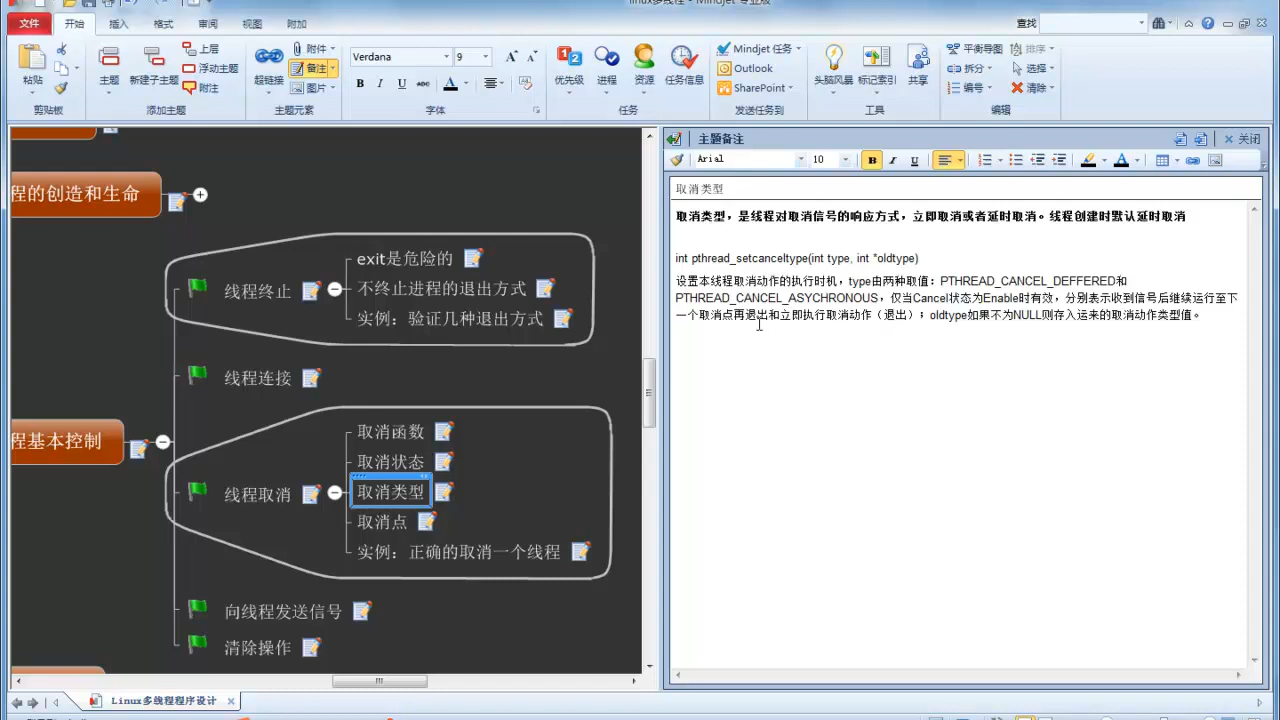 linux多线程 - Mindjet 专业版
文件 开始 插入 格式 审阅 视图 附加 查找
粘贴
剪贴板
主题 新建子主题
上层
浮动主题
附注
添加主题
超链接
附件
备注
图片
主题元素
Verdana 9
B I U abc A
字体
优先级 进程 资源 任务信息
任务
Mindjet 任务
Outlook
SharePoint
发送任务到
头脑风暴 标记索引 共享
工具
平衡导图 排序
拆分 选择
编号 清除
编辑
程的创造和生命
线程终止
exit是危险的
不终止进程的退出方式
实例：验证几种退出方式
线程连接
程基本控制
线程取消
取消函数
取消状态
取消类型
取消点
实例：正确的取消一个线程
向线程发送信号
清除操作
主题备注 关闭
Arial 10 B I U A
取消类型
取消类型，是线程对取消信号的响应方式，立即取消或者延时取消。线程创建时默认延时取消
int pthread_setcanceltype(int type, int *oldtype)
设置本线程取消动作的执行时机，type由两种取值：PTHREAD_CANCEL_DEFFERED和
PTHREAD_CANCEL_ASYCHRONOUS，仅当Cancel状态为Enable时有效，分别表示收到信号后继续运行至下
一个取消点再退出和立即执行取消动作（退出）；oldtype如果不为NULL则存入运来的取消动作类型值。
Linux多线程程序设计